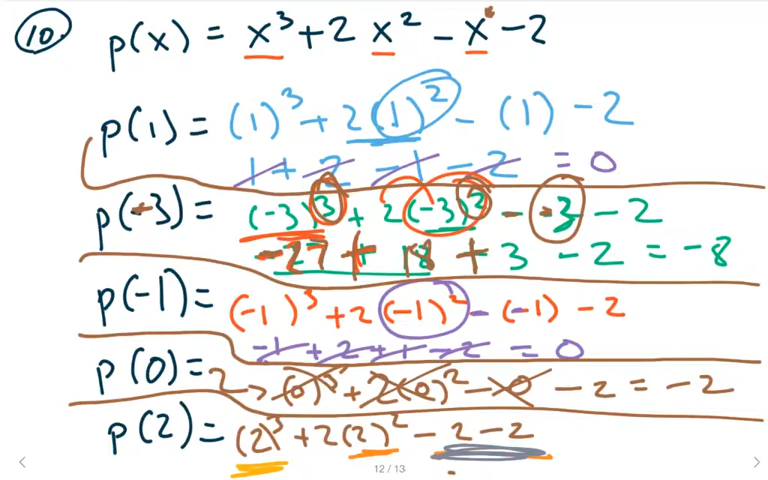 10. p(x) = x³ + 2x² - x - 2
p(1) = (1)³ + 2(1)² - (1) - 2
1 + 2 - 1 - 2 = 0
p(-3) = (-3)³ + 2(-3)² - -3 - 2
-27 + 18 + 3 - 2 = -8
p(-1) = (-1)³ + 2(-1)² - (-1) - 2
-1 + 2 + 1 - 2 = 0
p(0) = (0)³ + 2(0)² - 0 - 2 = -2
p(2) = (2)³ + 2(2)² - 2 - 2
12 / 13